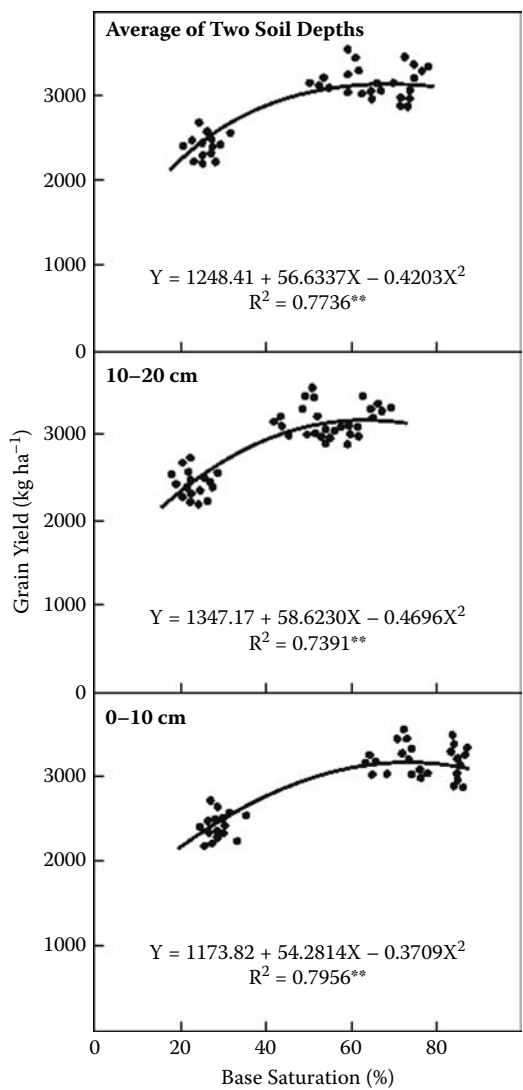 Average of Two Soil Depths
3000
2000
1000
Y = 1248.41 + 56.6337X – 0.4203X²
R² = 0.7736**
0
10–20 cm
3000
2000
1000
Y = 1347.17 + 58.6230X – 0.4696X²
R² = 0.7391**
0
0–10 cm
3000
2000
1000
Y = 1173.82 + 54.2814X – 0.3709X²
R² = 0.7956**
Grain Yield (kg ha⁻¹)
0 20 40 60 80
Base Saturation (%)